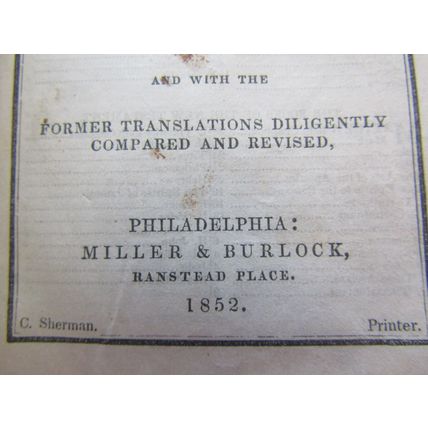 AND WITH THE
FORMER TRANSLATIONS DILIGENTLY
COMPARED AND REVISED,
PHILADELPHIA:
MILLER & BURLOCK,
RANSTEAD PLACE.
1852.
C. Sherman. Printer.